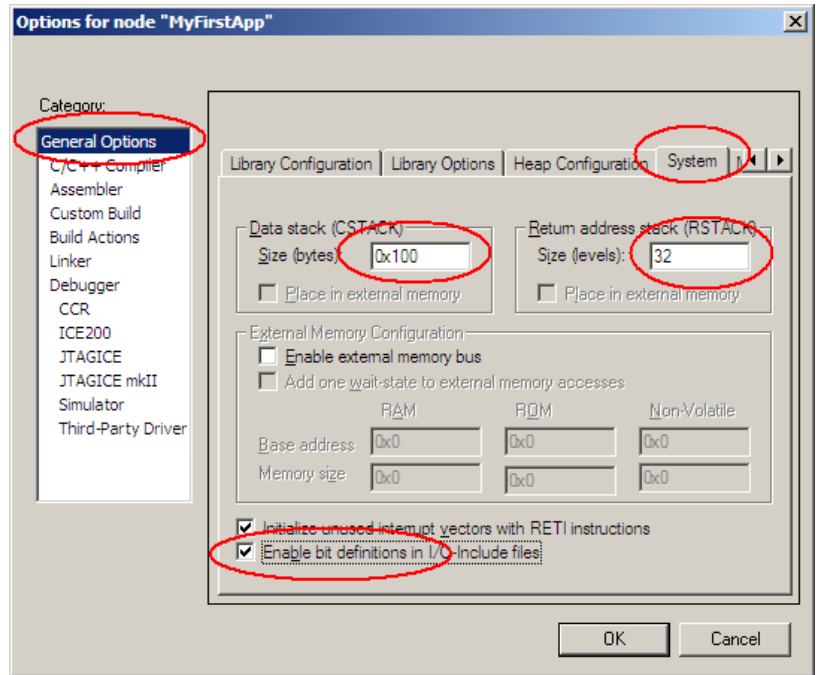 Options for node "MyFirstApp"
Category:
General Options
C/C++ Compiler
Assembler
Custom Build
Build Actions
Linker
Debugger
CCR
ICE200
JTAGICE
JTAGICE mkII
Simulator
Third-Party Driver
Library Configuration Library Options Heap Configuration System
Data stack (CSTACK) Return address stack (RSTACK)
Size (bytes): 0x100 Size (levels): 32
Place in external memory Place in external memory
External Memory Configuration
Enable external memory bus
Add one wait-state to external memory accesses
RAM ROM Non-Volatile
Base address 0x0 0x0 0x0
Memory size 0x0 0x0 0x0
Initialize unused interrupt vectors with RETI instructions
Enable bit definitions in I/O-Include files
OK Cancel